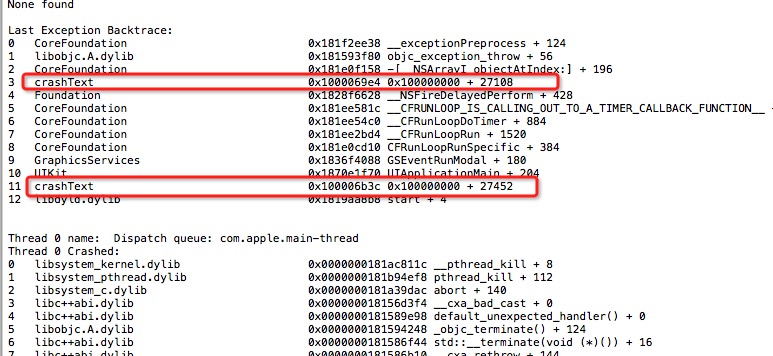 None found
Last Exception Backtrace:
0 CoreFoundation 0x181f2ee38 __exceptionPreprocess + 124
1 libobjc.A.dylib 0x181593f80 objc_exception_throw + 56
2 CoreFoundation 0x181e0f158 -[__NSArrayI objectAtIndex:] + 196
3 crashText 0x1000069e4 0x100000000 + 27108
4 Foundation 0x1828f6628 __NSFireDelayedPerform + 428
5 CoreFoundation 0x181ee581c __CFRUNLOOP_IS_CALLING_OUT_TO_A_TIMER_CALLBACK_FUNCTION__
6 CoreFoundation 0x181ee54c0 __CFRunLoopDoTimer + 884
7 CoreFoundation 0x181ee2bd4 __CFRunLoopRun + 1520
8 CoreFoundation 0x181e0cd10 CFRunLoopRunSpecific + 384
9 GraphicsServices 0x1836f4088 GSEventRunModal + 180
10 UIKit 0x1870e1f70 UIApplicationMain + 204
11 crashText 0x100006b3c 0x100000000 + 27452
12 libdyld.dylib 0x1819aa8b8 start + 4
Thread 0 name: Dispatch queue: com.apple.main-thread
Thread 0 Crashed:
0 libsystem_kernel.dylib 0x0000000181ac811c __pthread_kill + 8
1 libsystem_pthread.dylib 0x0000000181b94ef8 pthread_kill + 112
2 libsystem_c.dylib 0x0000000181a39dac abort + 140
3 libc++abi.dylib 0x000000018156d3f4 __cxa_bad_cast + 0
4 libc++abi.dylib 0x0000000181589e98 default_unexpected_handler() + 0
5 libobjc.A.dylib 0x0000000181594248 _objc_terminate() + 124
6 libc++abi.dylib 0x0000000181586f44 std::__terminate(void (*)()) + 16
7 libc++abi.dylib 0x0000000181586b10 __cxa_rethrow + 144